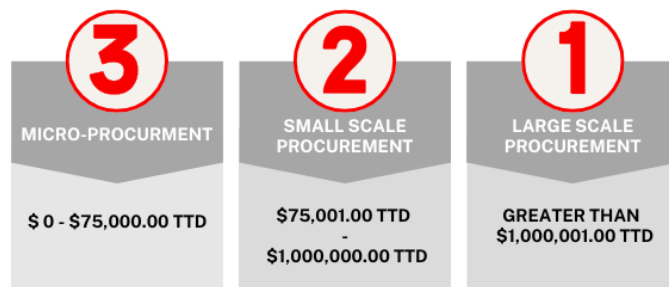 3
MICRO-PROCURMENT
$ 0 - $75,000.00 TTD
2
SMALL SCALE
PROCUREMENT
$75,001.00 TTD
-
$1,000,000.00 TTD
1
LARGE SCALE
PROCUREMENT
GREATER THAN
$1,000,001.00 TTD